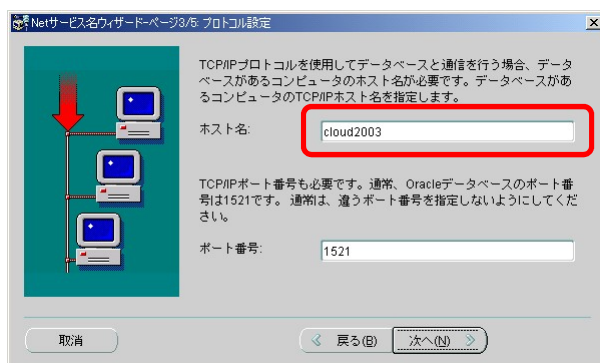 Netサービス名ウィザード-ページ3/5: プロトコル設定
TCP/IPプロトコルを使用してデータベースと通信を行う場合、データ
ベースがあるコンピュータのホスト名が必要です。データベースがあ
るコンピュータのTCP/IPホスト名を指定します。
ホスト名:
cloud2003
TCP/IPポート番号も必要です。通常、Oracleデータベースのポート番
号は1521です。 通常は、違うポート番号を指定しないようにしてくだ
さい。
ポート番号:
1521
取消
戻る(B)
次へ(N)